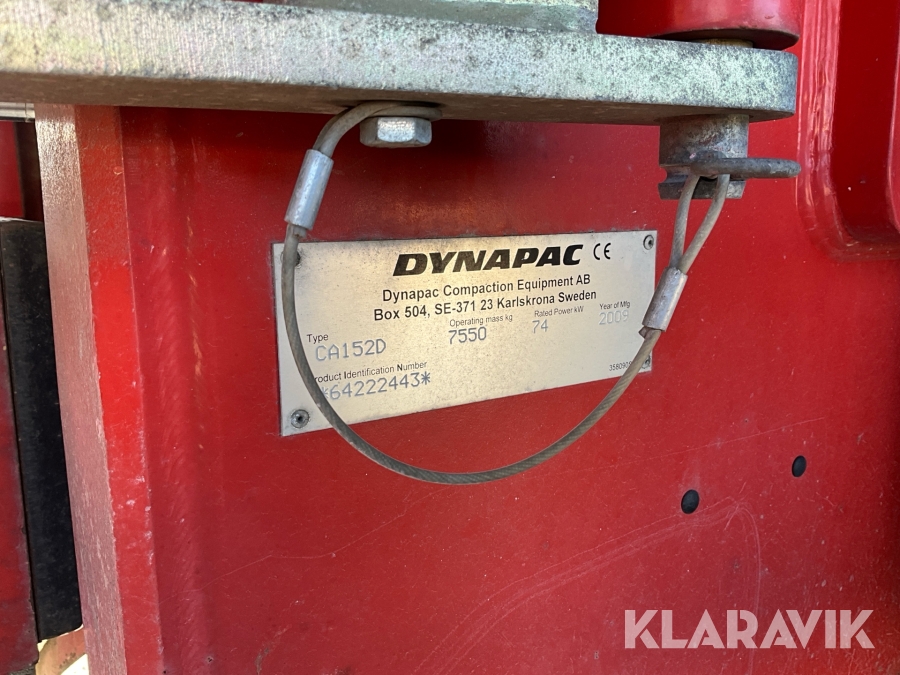 DYNAPAC CE
Dynapac Compaction Equipment AB
Box 504, SE-371 23 Karlskrona Sweden
Type Operating mass kg Rated Power kW Year of Mfg
CA152D 7550 74 2009
Product Identification Number
*64222443*
KLARAVIK